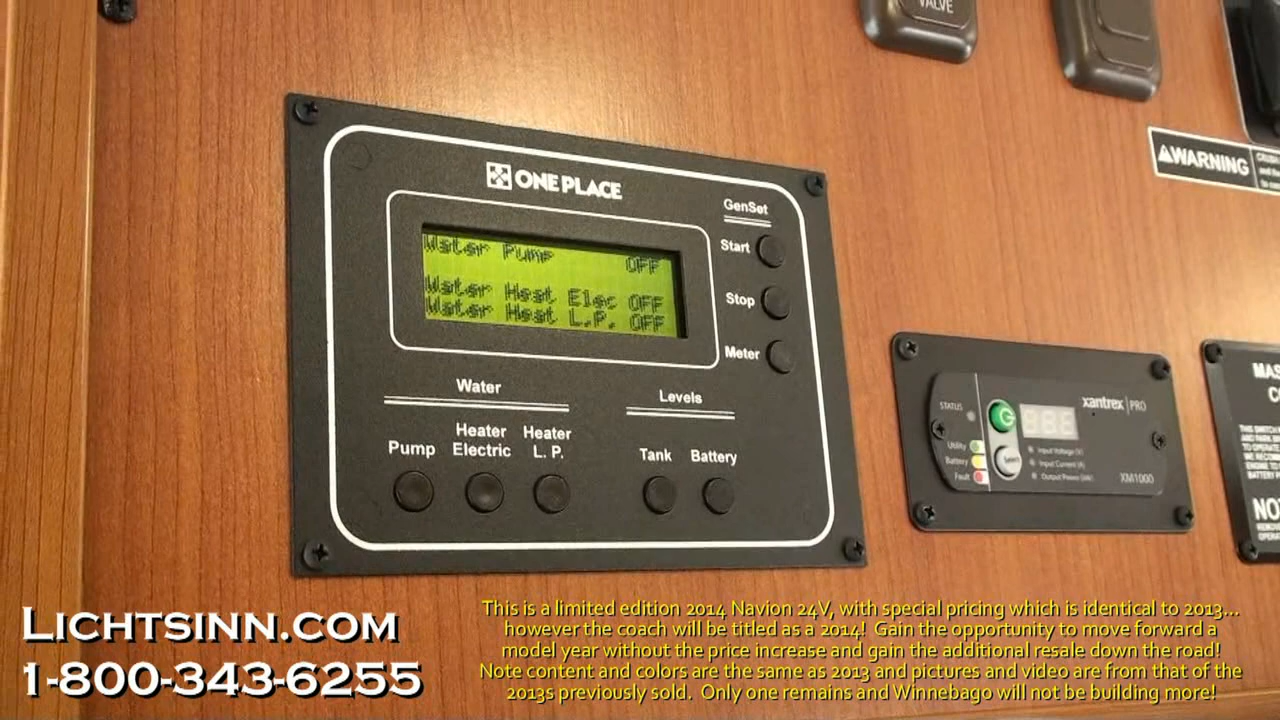 VALVE
WARNING
ONE PLACE
GenSet
Start
Stop
Meter
Water Pump OFF
Water Heat Elec OFF
Water Heat L.P. OFF
Water
Levels
Pump
Heater Electric
Heater L. P.
Tank
Battery
xantrex PRO
STATUS
Utility
Battery
Fault
Select
Input Voltage (V)
Input Current (A)
Output Power (kW)
XM1000
LICHTSINN.COM
1-800-343-6255
This is a limited edition 2014 Navion 24V, with special pricing which is identical to 2013...
however the coach will be titled as a 2014! Gain the opportunity to move forward a
model year without the price increase and gain the additional resale down the road!
Note content and colors are the same as 2013 and pictures and video are from that of the
2013s previously sold. Only one remains and Winnebago will not be building more!